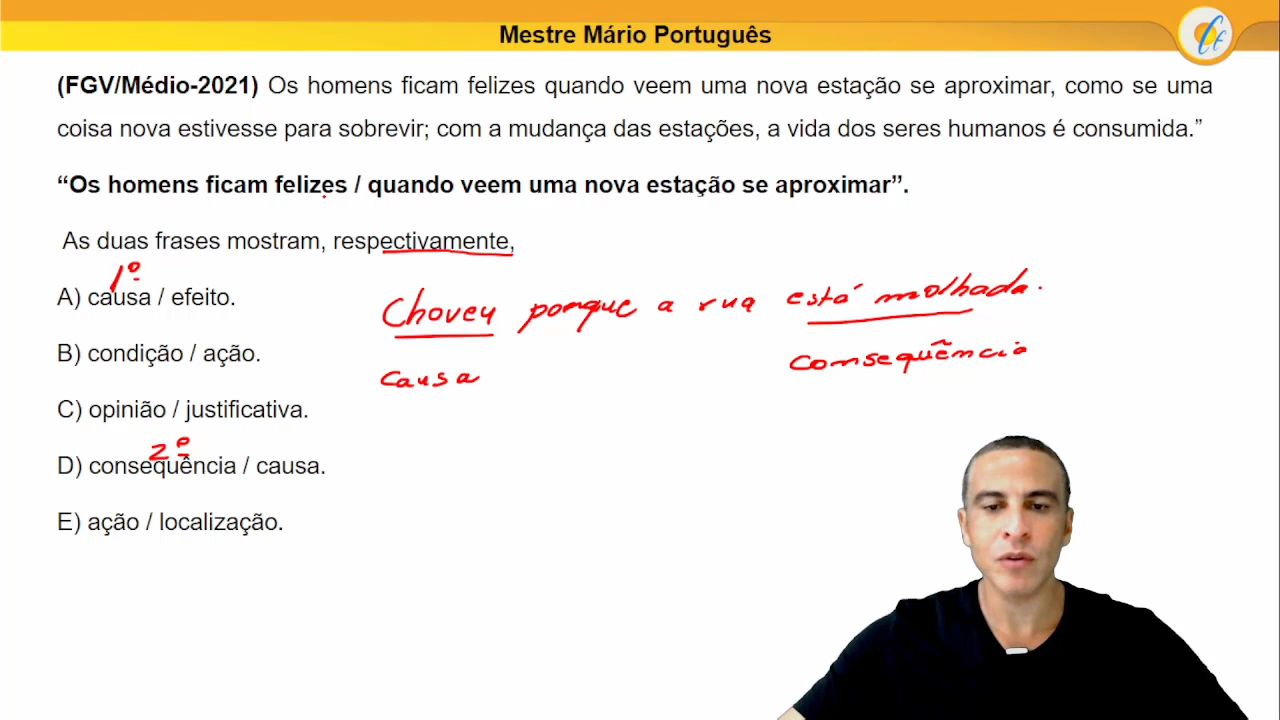 Mestre Mário Português
(FGV/Médio-2021) Os homens ficam felizes quando veem uma nova estação se aproximar, como se uma
coisa nova estivesse para sobrevir; com a mudança das estações, a vida dos seres humanos é consumida.”
“Os homens ficam felizes / quando veem uma nova estação se aproximar”.
As duas frases mostram, respectivamente,
1º
A) causa / efeito.
Choveu porque a rua está molhada.
B) condição / ação.
causa consequência
C) opinião / justificativa.
2º
D) consequência / causa.
E) ação / localização.